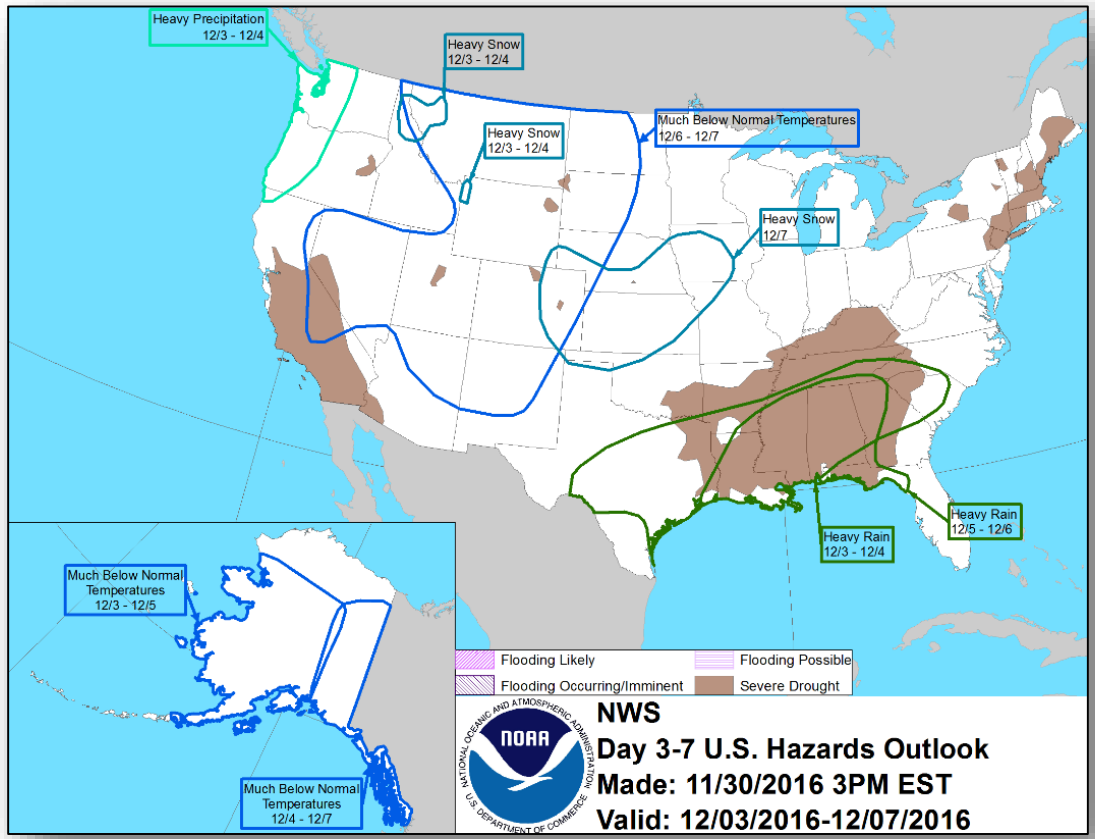 Heavy Precipitation
12/3 - 12/4
Heavy Snow
12/3 - 12/4
Heavy Snow
12/3 - 12/4
Much Below Normal Temperatures
12/6 - 12/7
Heavy Snow
12/7
Heavy Rain
12/5 - 12/6
Heavy Rain
12/3 - 12/4
Much Below Normal
Temperatures
12/3 - 12/5
Much Below Normal
Temperatures
12/4 - 12/7
Flooding Likely
Flooding Possible
Flooding Occurring/Imminent
Severe Drought
NATIONAL OCEANIC AND ATMOSPHERIC ADMINISTRATION
NOAA
U.S. DEPARTMENT OF COMMERCE
NWS
Day 3-7 U.S. Hazards Outlook
Made: 11/30/2016 3PM EST
Valid: 12/03/2016-12/07/2016